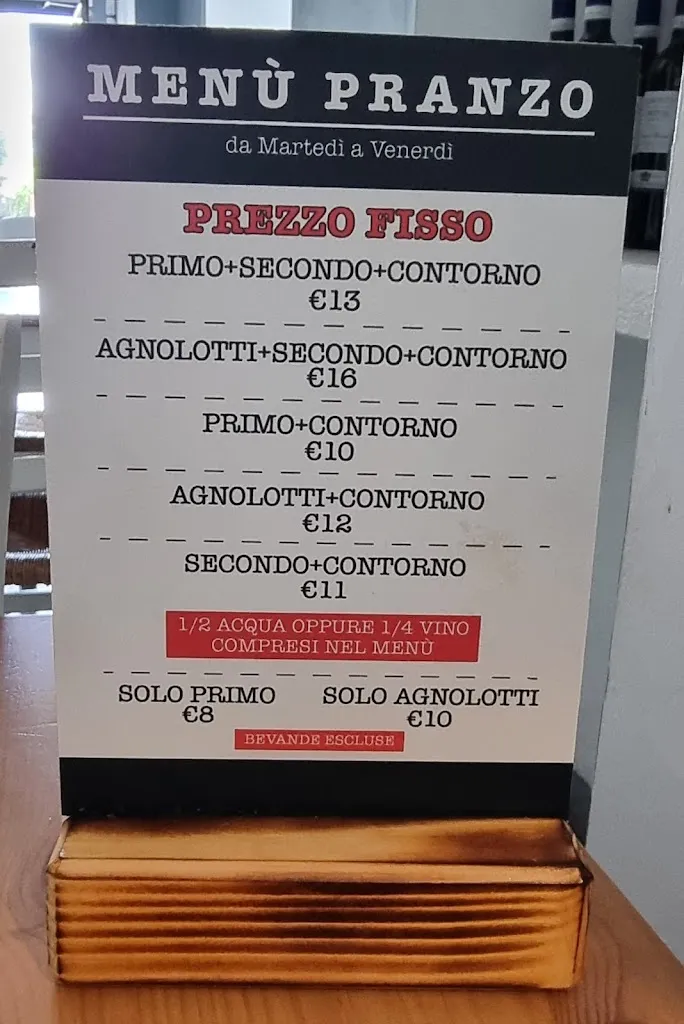 MENÙ PRANZO
da Martedì a Venerdì
PREZZO FISSO
PRIMO+SECONDO+CONTORNO
€13
AGNOLOTTI+SECONDO+CONTORNO
€16
PRIMO+CONTORNO
€10
AGNOLOTTI+CONTORNO
€12
SECONDO+CONTORNO
€11
1/2 ACQUA OPPURE 1/4 VINO
COMPRESI NEL MENÙ
SOLO PRIMO
€8
SOLO AGNOLOTTI
€10
BEVANDE ESCLUSE